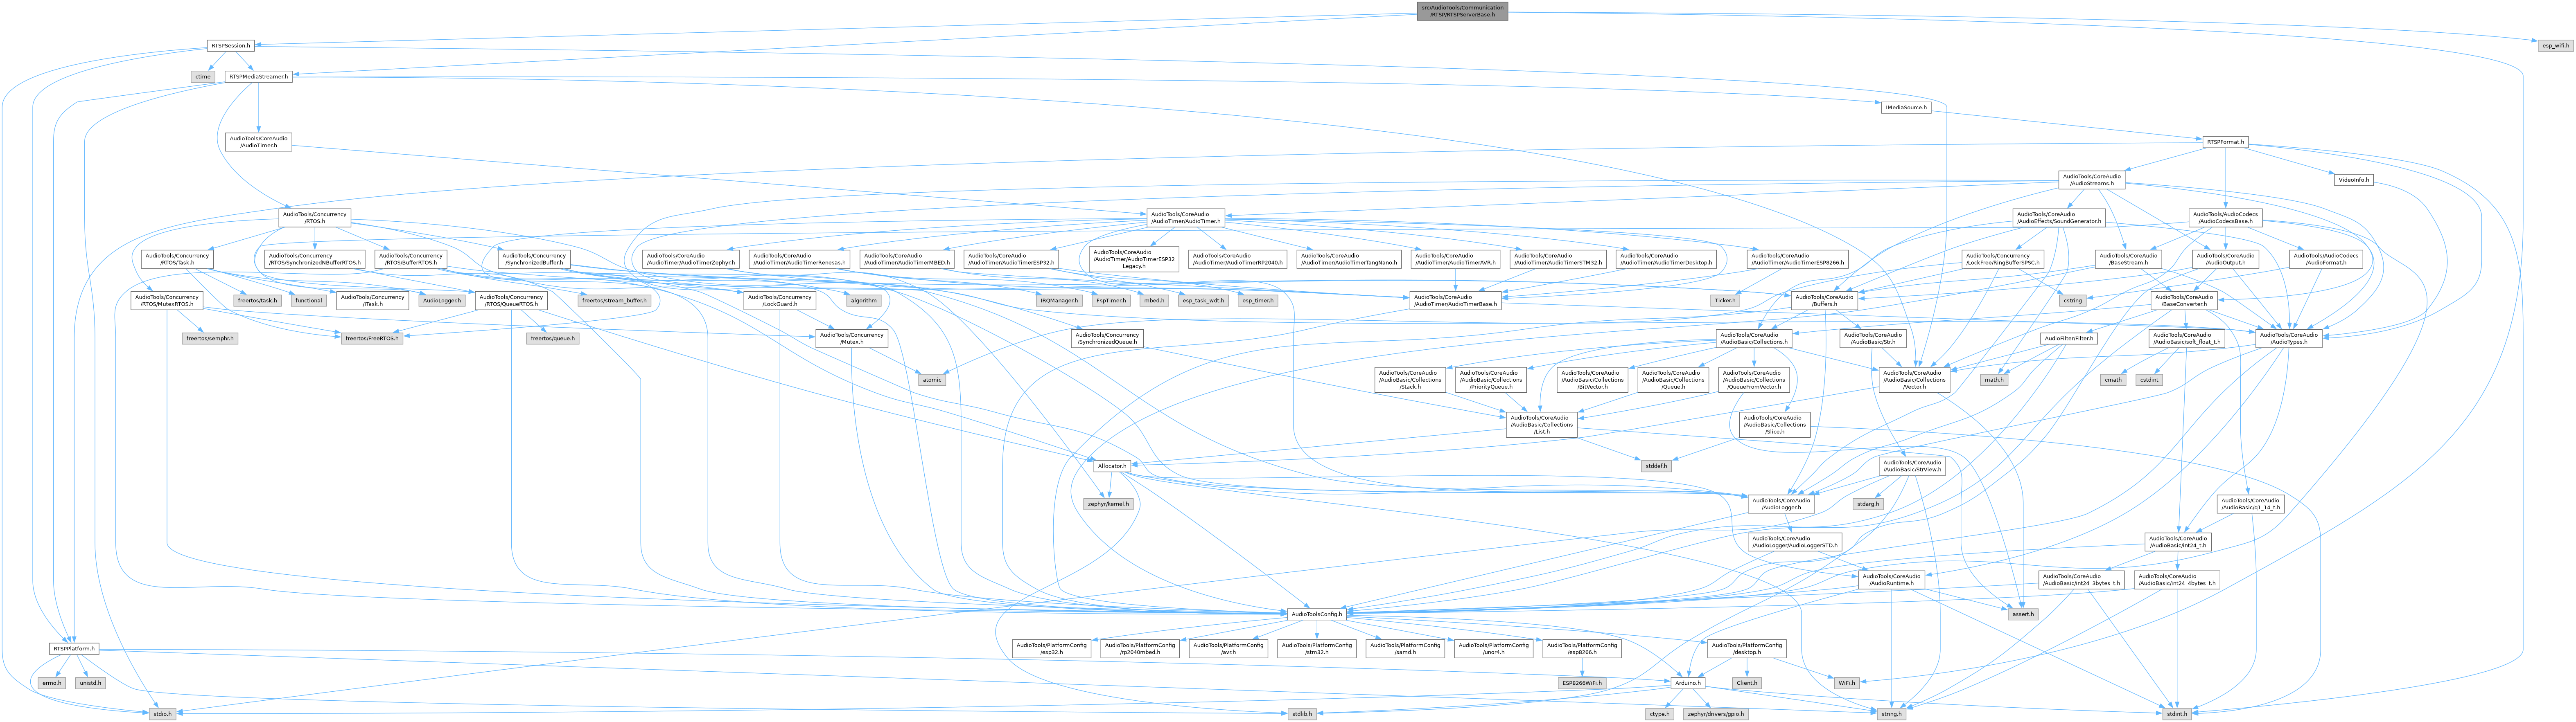 src/AudioTools/Communication
/RTSP/RTSPServerBase.h
RTSPSession.h
esp_wifi.h
ctime
RTSPMediaStreamer.h
IMediaSource.h
AudioTools/CoreAudio
/AudioTimer.h
RTSPFormat.h
AudioTools/CoreAudio
/AudioStreams.h
VideoInfo.h
AudioTools/Concurrency
/RTOS.h
AudioTools/CoreAudio
/AudioTimer/AudioTimer.h
AudioTools/CoreAudio
/AudioEffects/SoundGenerator.h
AudioTools/AudioCodecs
/AudioCodecsBase.h
AudioTools/Concurrency
/RTOS/Task.h
AudioTools/Concurrency
/RTOS/SynchronizedNBufferRTOS.h
AudioTools/Concurrency
/RTOS/BufferRTOS.h
AudioTools/Concurrency
/SynchronizedBuffer.h
AudioTools/CoreAudio
/AudioTimer/AudioTimerZephyr.h
AudioTools/CoreAudio
/AudioTimer/AudioTimerRenesas.h
AudioTools/CoreAudio
/AudioTimer/AudioTimerMBED.h
AudioTools/CoreAudio
/AudioTimer/AudioTimerESP32.h
AudioTools/CoreAudio
/AudioTimer/AudioTimerESP32
Legacy.h
AudioTools/CoreAudio
/AudioTimer/AudioTimerRP2040.h
AudioTools/CoreAudio
/AudioTimer/AudioTimerTangNano.h
AudioTools/CoreAudio
/AudioTimer/AudioTimerAVR.h
AudioTools/CoreAudio
/AudioTimer/AudioTimerSTM32.h
AudioTools/CoreAudio
/AudioTimer/AudioTimerDesktop.h
AudioTools/CoreAudio
/AudioTimer/AudioTimerESP8266.h
AudioTools/Concurrency
/LockFree/RingBufferSPSC.h
AudioTools/CoreAudio
/BaseStream.h
AudioTools/CoreAudio
/AudioOutput.h
AudioTools/AudioCodecs
/AudioFormat.h
AudioTools/Concurrency
/RTOS/MutexRTOS.h
freertos/task.h
functional
AudioTools/Concurrency
/ITask.h
AudioLogger.h
AudioTools/Concurrency
/RTOS/QueueRTOS.h
freertos/stream_buffer.h
AudioTools/Concurrency
/LockGuard.h
algorithm
IRQManager.h
FspTimer.h
mbed.h
esp_task_wdt.h
esp_timer.h
AudioTools/CoreAudio
/AudioTimer/AudioTimerBase.h
Ticker.h
AudioTools/CoreAudio
/Buffers.h
cstring
AudioTools/CoreAudio
/BaseConverter.h
freertos/semphr.h
freertos/FreeRTOS.h
freertos/queue.h
AudioTools/Concurrency
/Mutex.h
AudioTools/Concurrency
/SynchronizedQueue.h
AudioTools/CoreAudio
/AudioBasic/Collections.h
AudioTools/CoreAudio
/AudioBasic/Str.h
AudioFilter/Filter.h
AudioTools/CoreAudio
/AudioBasic/soft_float_t.h
AudioTools/CoreAudio
/AudioTypes.h
atomic
AudioTools/CoreAudio
/AudioBasic/Collections
/Stack.h
AudioTools/CoreAudio
/AudioBasic/Collections
/PriorityQueue.h
AudioTools/CoreAudio
/AudioBasic/Collections
/BitVector.h
AudioTools/CoreAudio
/AudioBasic/Collections
/Queue.h
AudioTools/CoreAudio
/AudioBasic/Collections
/QueueFromVector.h
AudioTools/CoreAudio
/AudioBasic/Collections
/Vector.h
math.h
cmath
cstdint
AudioTools/CoreAudio
/AudioBasic/Collections
/List.h
AudioTools/CoreAudio
/AudioBasic/Collections
/Slice.h
Allocator.h
stddef.h
AudioTools/CoreAudio
/AudioBasic/StrView.h
zephyr/kernel.h
AudioTools/CoreAudio
/AudioLogger.h
stdarg.h
AudioTools/CoreAudio
/AudioBasic/q1_14_t.h
AudioTools/CoreAudio
/AudioLogger/AudioLoggerSTD.h
AudioTools/CoreAudio
/AudioBasic/int24_t.h
AudioTools/CoreAudio
/AudioRuntime.h
AudioTools/CoreAudio
/AudioBasic/int24_3bytes_t.h
AudioTools/CoreAudio
/AudioBasic/int24_4bytes_t.h
AudioToolsConfig.h
assert.h
RTSPPlatform.h
AudioTools/PlatformConfig
/esp32.h
AudioTools/PlatformConfig
/rp2040mbed.h
AudioTools/PlatformConfig
/avr.h
AudioTools/PlatformConfig
/stm32.h
AudioTools/PlatformConfig
/samd.h
AudioTools/PlatformConfig
/unor4.h
AudioTools/PlatformConfig
/esp8266.h
AudioTools/PlatformConfig
/desktop.h
errno.h
unistd.h
ESP8266WiFi.h
Arduino.h
Client.h
WiFi.h
stdio.h
stdlib.h
ctype.h
zephyr/drivers/gpio.h
string.h
stdint.h